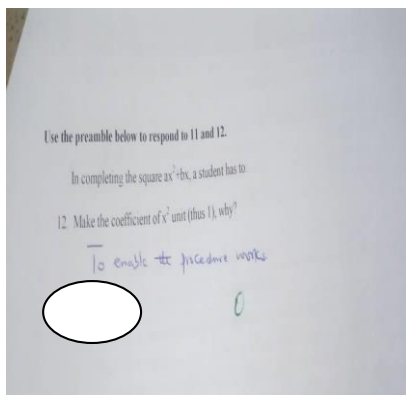 Use the preamble below to respond to 11 and 12.
In completing the square ax²+bx, a student has to
12 Make the coefficient of x² unit (thus 1), why?
To enable the procedure works
0